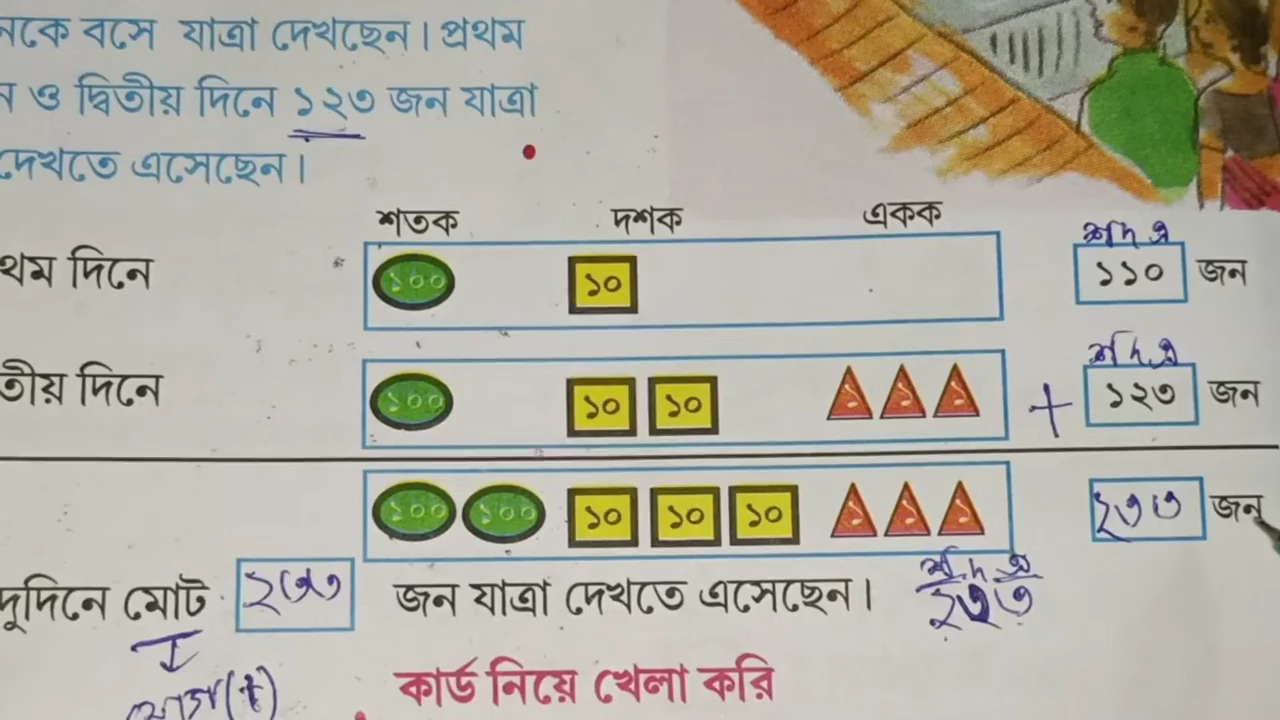 নকে বসে যাত্রা দেখছেন। প্রথম
ন ও দ্বিতীয় দিনে ১২৩ জন যাত্রা
দেখতে এসেছেন।
শতক দশক একক
শ দ এ
থম দিনে ১০০ ১০ ১১০ জন
শ দ এ
তীয় দিনে ১০০ ১০ ১০ ১ ১ ১ + ১২৩ জন
১০০ ১০০ ১০ ১০ ১০ ১ ১ ১ ২৩৩ জন
শ দ এ
দুদিনে মোট ২৩৩ জন যাত্রা দেখতে এসেছেন। ২৩৩
যোগ (+)
কার্ড নিয়ে খেলা করি